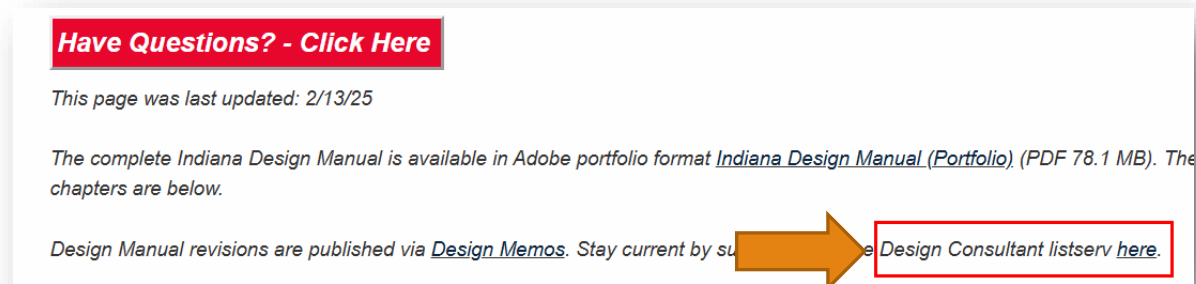 Have Questions? - Click Here
This page was last updated: 2/13/25
The complete Indiana Design Manual is available in Adobe portfolio format Indiana Design Manual (Portfolio) (PDF 78.1 MB). The
chapters are below.
Design Manual revisions are published via Design Memos. Stay current by Design Consultant listserv here.